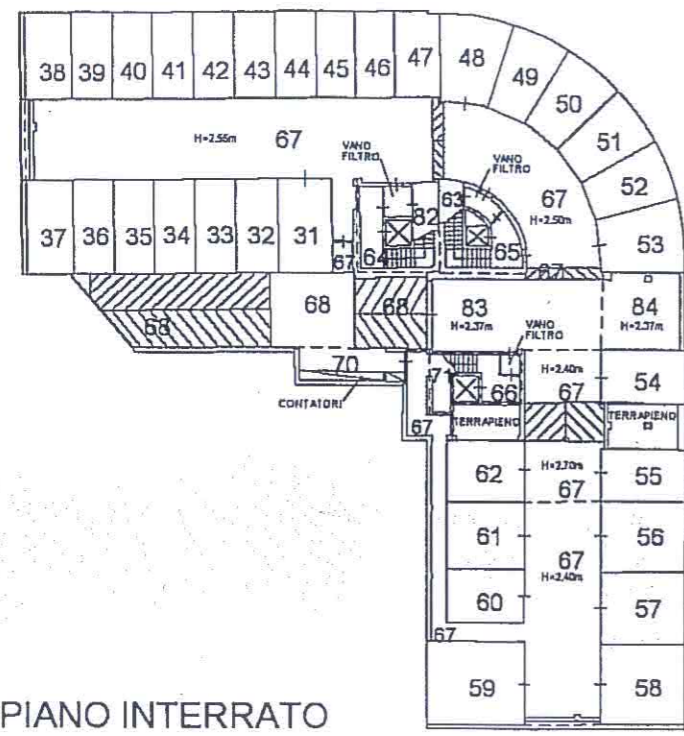 38 39 40 41 42 43 44 45 46 47 48
49
50
51
52
53
H=2.55m 67
VANO
FILTRO
VANO
FILTRO
63
67
H=2.50m
82
65
64
37 36 35 34 33 32 31
67
67
68
68
68
83
H=2.37m
84
H=2.37m
VANO
FILTRO
70
71
66
H=2.40m
67
54
CONTATORI
67
TERRAPIENO
TERRAPIENO
62
H=2.70m
67
55
61
67
H=2.40m
56
60
57
67
59
58
PIANO INTERRATO